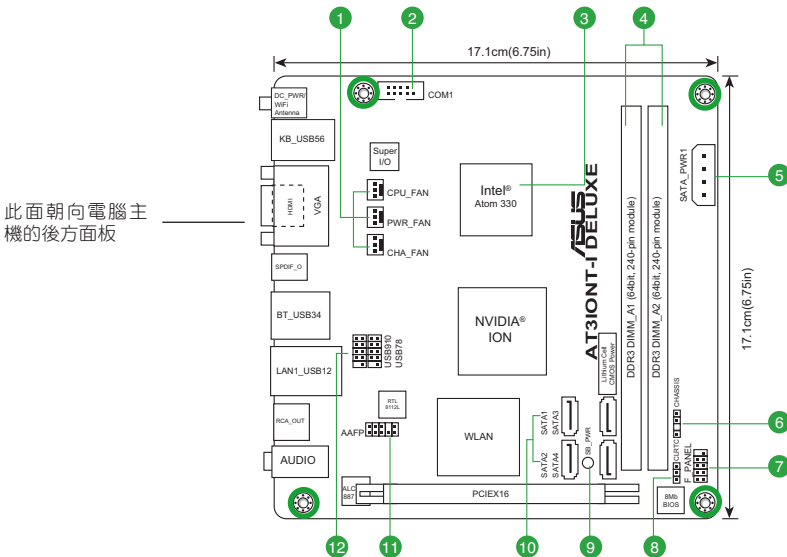 1
2
3
4
17.1cm(6.75in)
DC_PWR/
WiFi
Antenna
COM1
KB_USB56
Super
I/O
SATA_PWR1
5
CPU_FAN
Intel®
Atom 330
HDMI
VGA
PWR_FAN
此面朝向電腦主
機的後方面板
CHA_FAN
ASUS
AT3IONT-I DELUXE
DDR3 DIMM_A1 (64bit, 240-pin module)
DDR3 DIMM_A2 (64bit, 240-pin module)
17.1cm(6.75in)
SPDIF_O
BT_USB34
NVIDIA®
ION
USB910
USB78
Lithium Cell
CMOS Power
LAN1_USB12
CHASSIS
RTL
8112L
RCA_OUT
AAFP
WLAN
SATA1
SATA3
SB_PWR
6
AUDIO
SATA2
SATA4
CLRTC
F_PANEL
7
ALC
887
PCIEX16
8Mb
BIOS
12
11
10
9
8